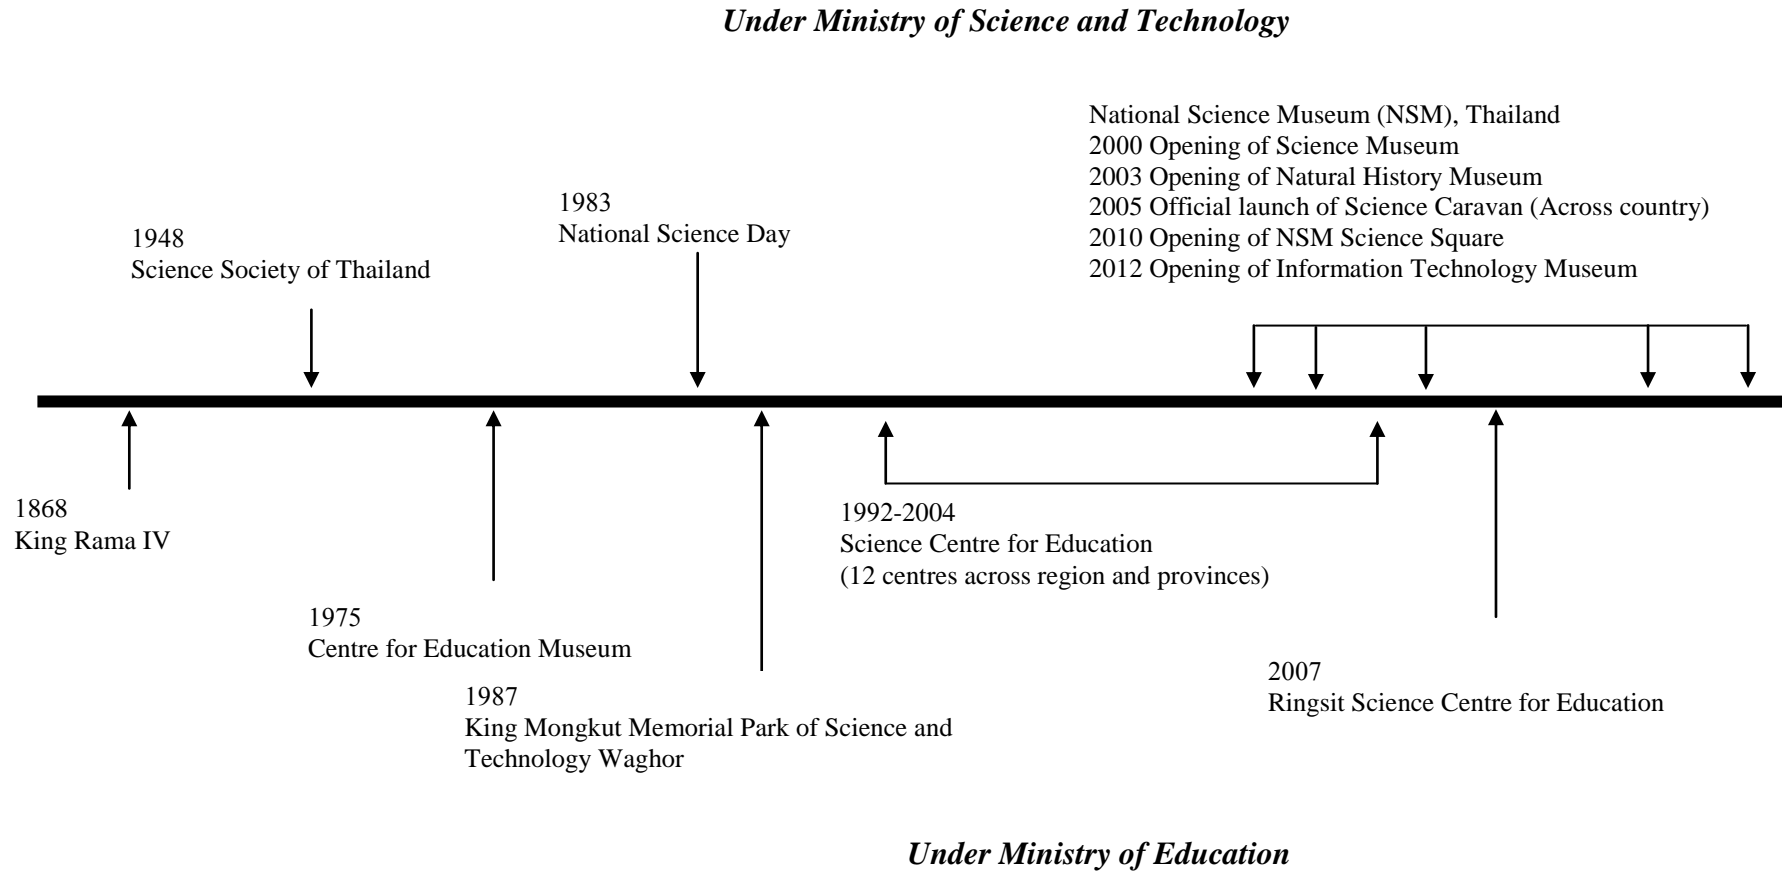 Under Ministry of Science and Technology
National Science Museum (NSM), Thailand
2000 Opening of Science Museum
2003 Opening of Natural History Museum
2005 Official launch of Science Caravan (Across country)
2010 Opening of NSM Science Square
2012 Opening of Information Technology Museum
1983
National Science Day
1948
Science Society of Thailand
1868
King Rama IV
1975
Centre for Education Museum
1987
King Mongkut Memorial Park of Science and
Technology Waghor
1992-2004
Science Centre for Education
(12 centres across region and provinces)
2007
Ringsit Science Centre for Education
Under Ministry of Education